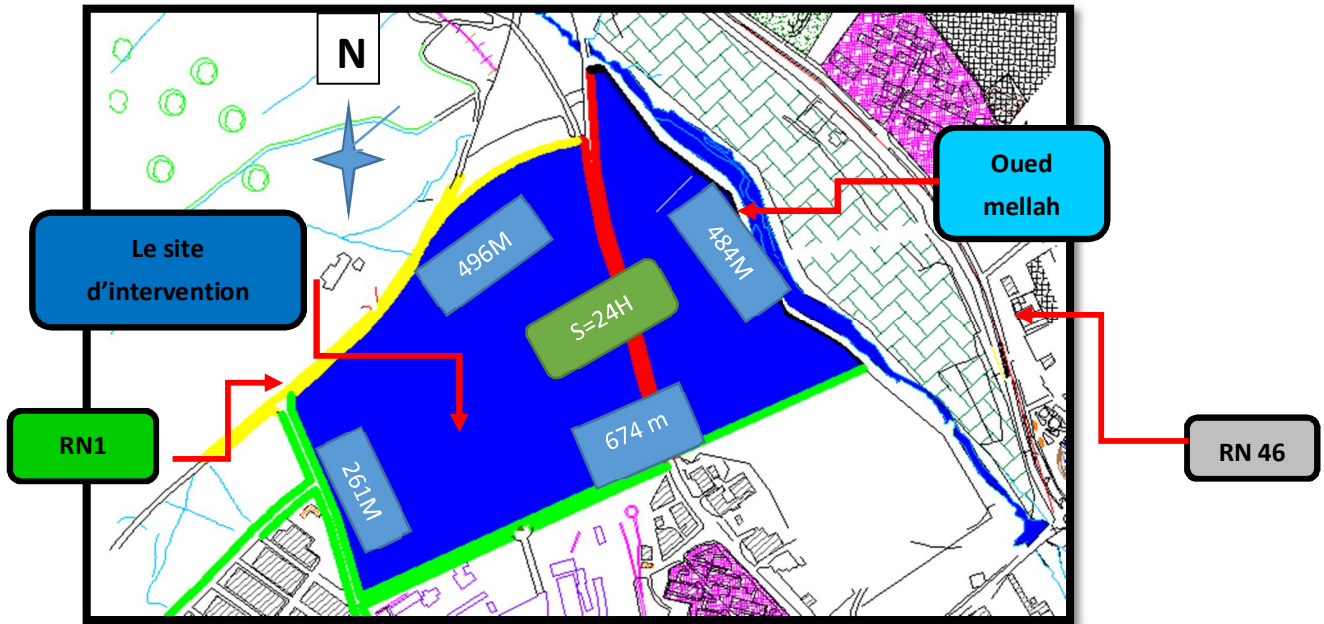 N
Oued
mellah
Le site
d'intervention
496M
484M
S=24H
RN1
674 m
261M
RN 46